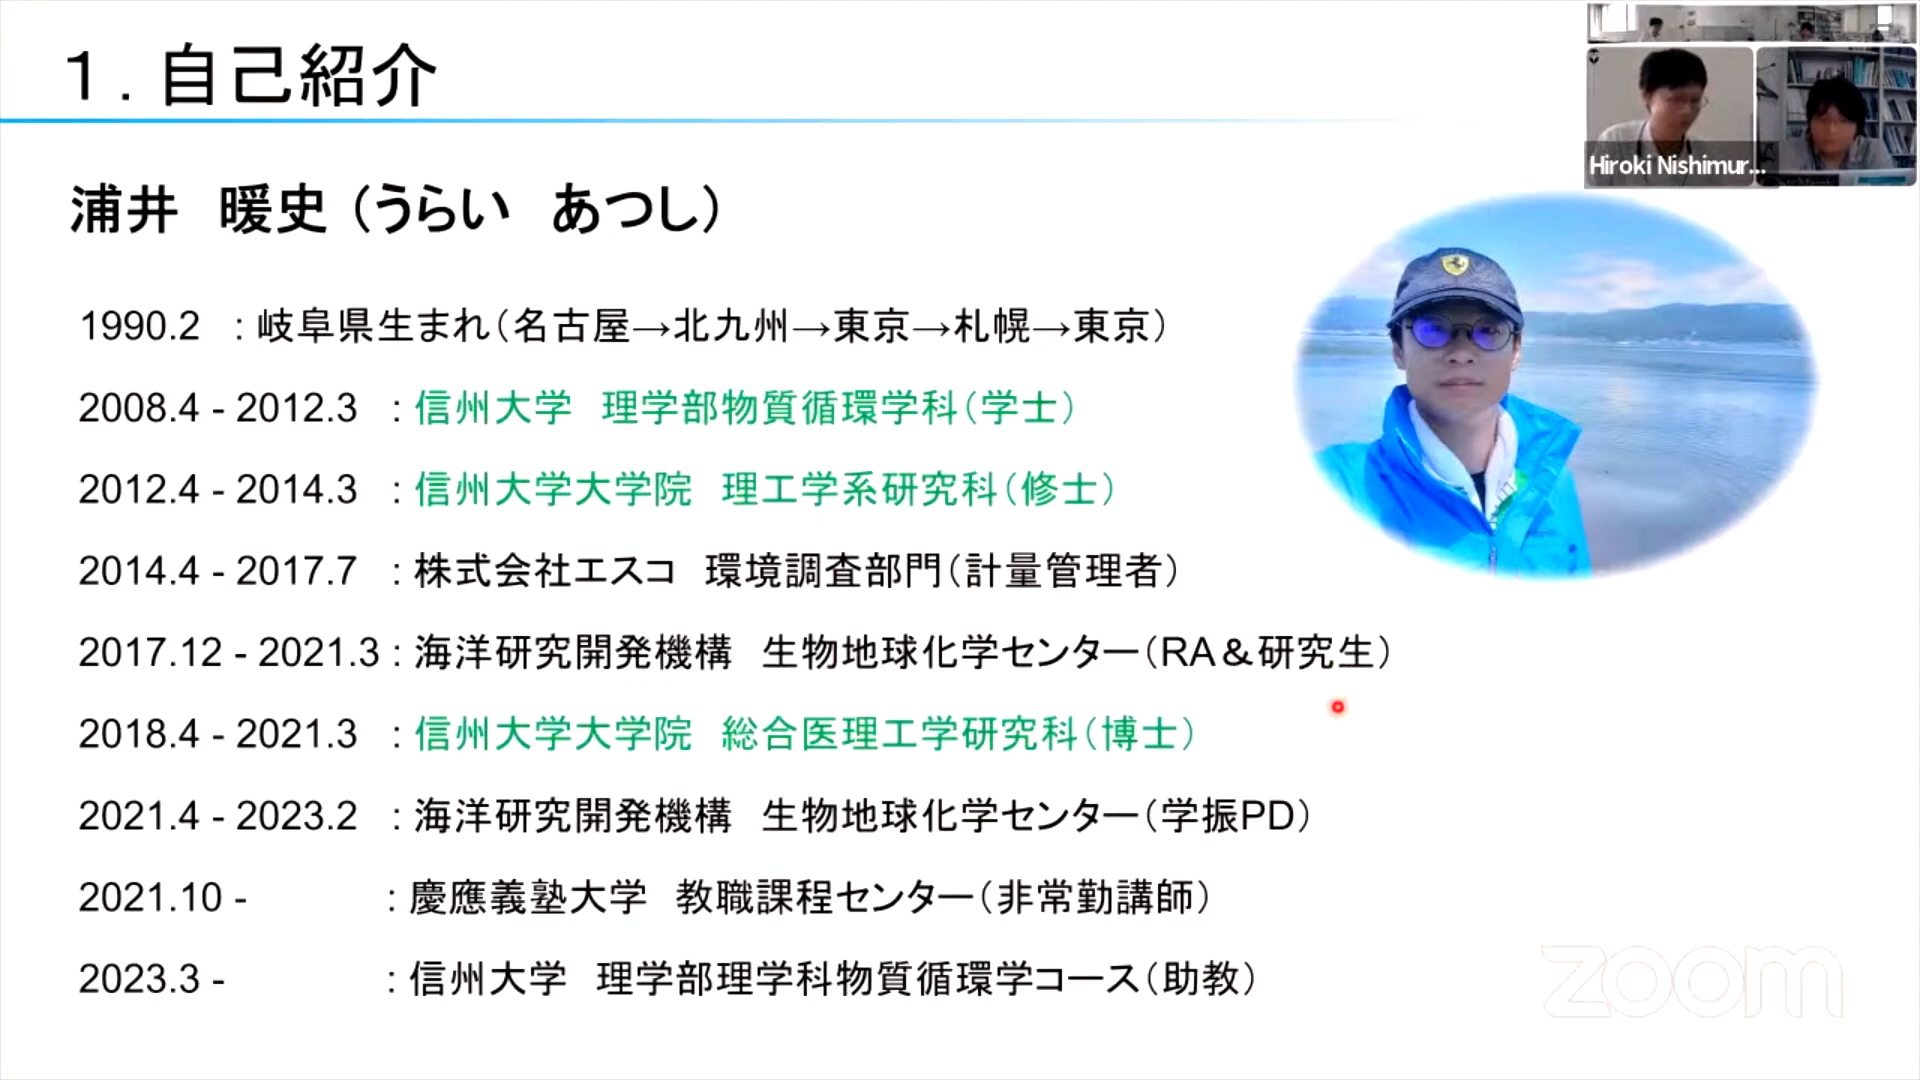 1.自己紹介
Hiroki Nishimur...
浦井　暖史（うらい　あつし）
1990.2 : 岐阜県生まれ（名古屋→北九州→東京→札幌→東京）
2008.4 - 2012.3 : 信州大学　理学部物質循環学科（学士）
2012.4 - 2014.3 : 信州大学大学院　理工学系研究科（修士）
2014.4 - 2017.7 : 株式会社エスコ　環境調査部門（計量管理者）
2017.12 - 2021.3 : 海洋研究開発機構　生物地球化学センター（RA＆研究生）
2018.4 - 2021.3 : 信州大学大学院　総合医理工学研究科（博士）
2021.4 - 2023.2 : 海洋研究開発機構　生物地球化学センター（学振PD）
2021.10 - : 慶應義塾大学　教職課程センター（非常勤講師）
2023.3 - : 信州大学　理学部理学科物質循環学コース（助教）
zoom